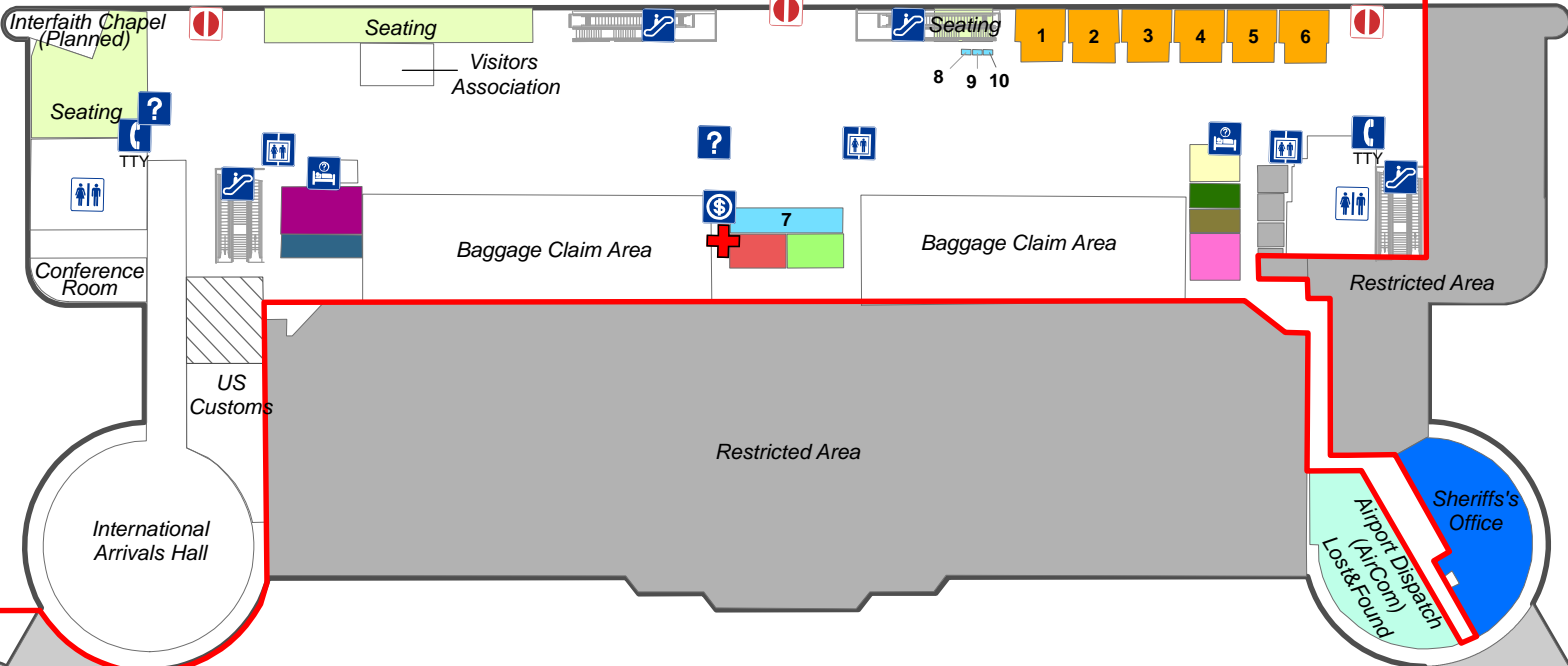 Interfaith Chapel
(Planned)
Seating
Seating
1
2
3
4
5
6
Visitors
Association
8
9
10
Seating
?
TTY
?
?
?
TTY
$
7
Baggage Claim Area
Baggage Claim Area
Conference
Room
Restricted Area
US
Customs
Restricted Area
International
Arrivals Hall
Sheriffs's
Office
Airport Dispatch
(AirCom)
Lost&Found